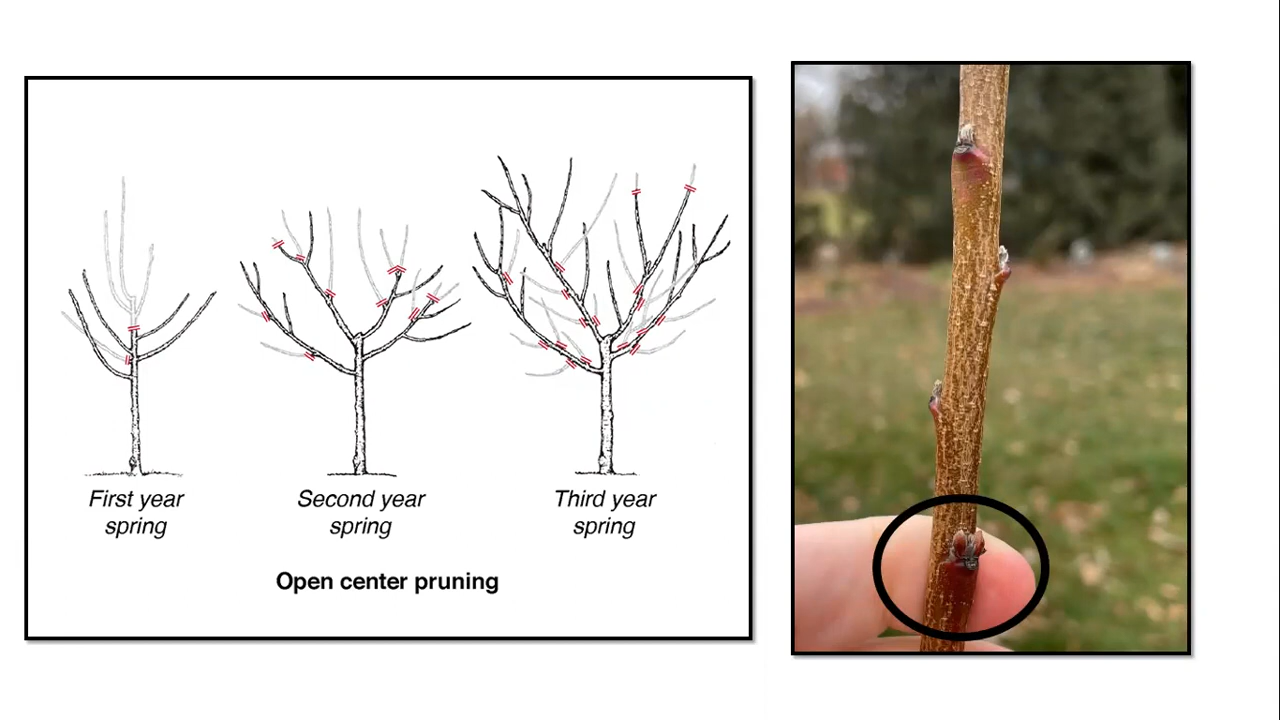 First year
spring
Second year
spring
Third year
spring
Open center pruning